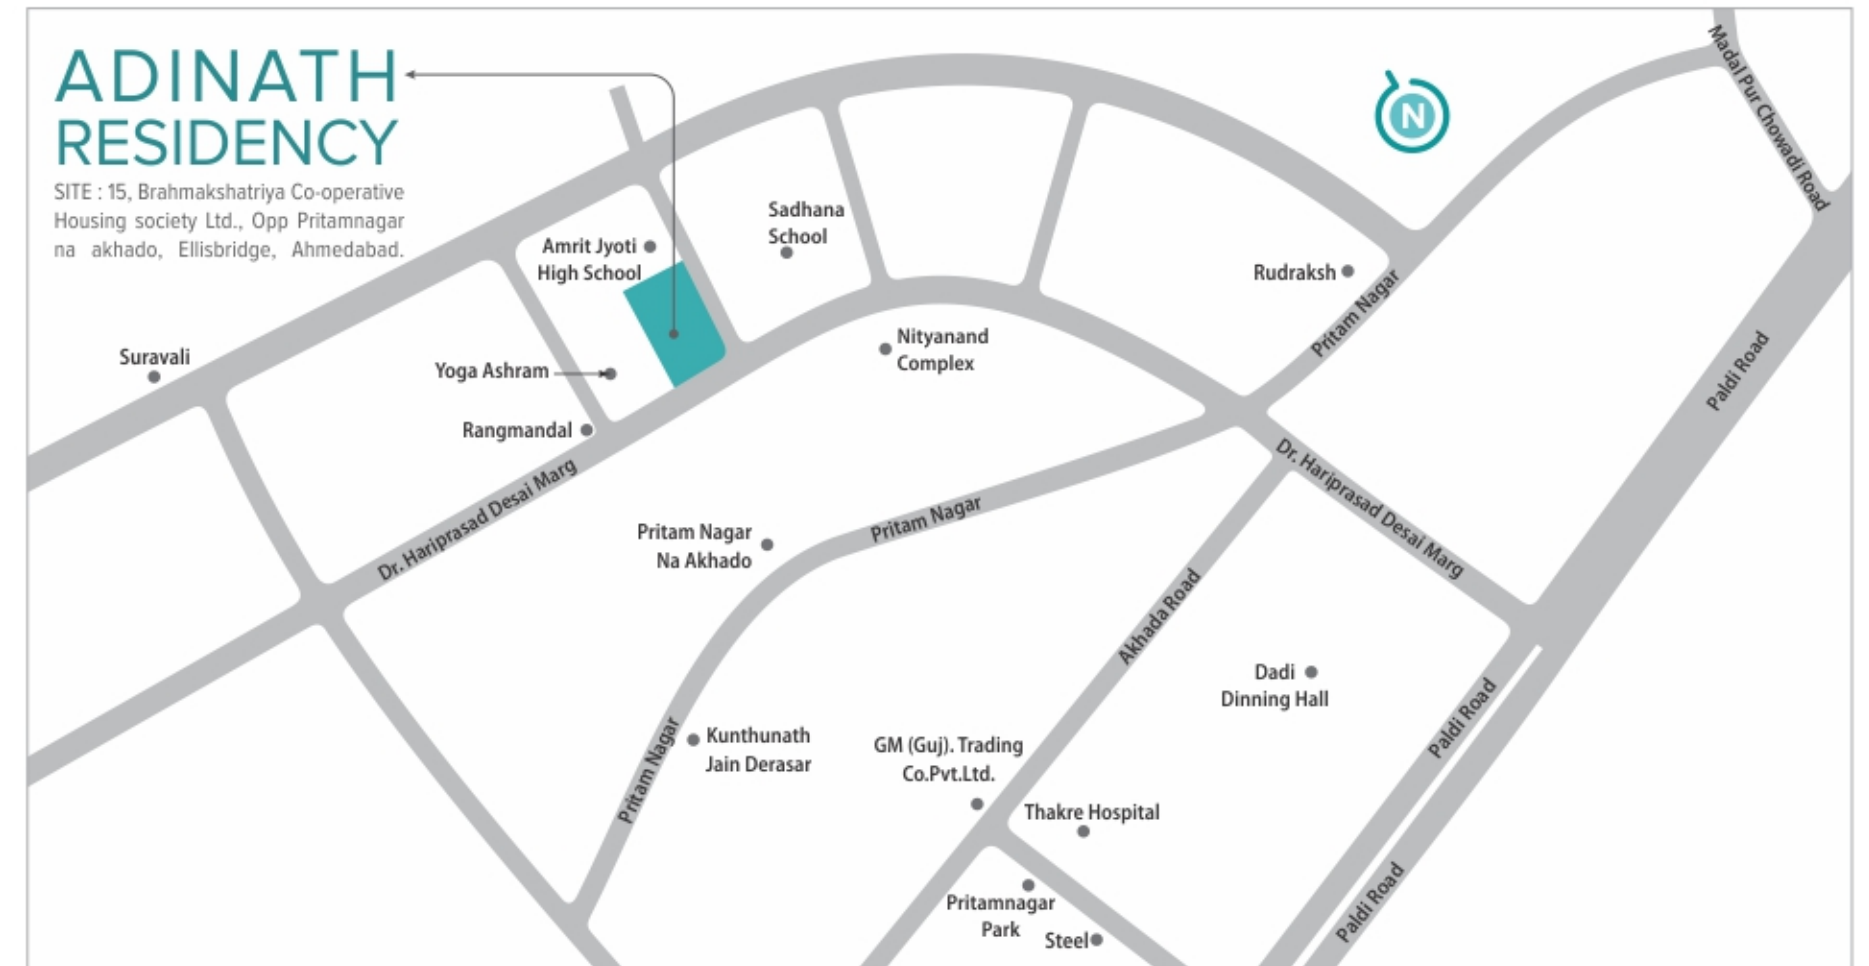 ADINATH
RESIDENCY
SITE : 15, Brahmakshatriya Co-operative
Housing society Ltd., Opp Pritamnagar
na akhado, Ellisbridge, Ahmedabad.
N
Madal Pur Chowadi Road
Sadhana
School
Amrit Jyoti
High School
Rudraksh
Pritam Nagar
Suravali
Yoga Ashram
Nityanand
Complex
Paldi Road
Rangmandal
Dr. Hariprasad Desai Marg
Dr. Hariprasad Desai Marg
Pritam Nagar
Na Akhado
Pritam Nagar
Akhada Road
Dadi
Dinning Hall
Paldi Road
Pritam Nagar
Kunthunath
Jain Derasar
GM (Guj). Trading
Co.Pvt.Ltd.
Thakre Hospital
Paldi Road
Pritamnagar
Park
Steel